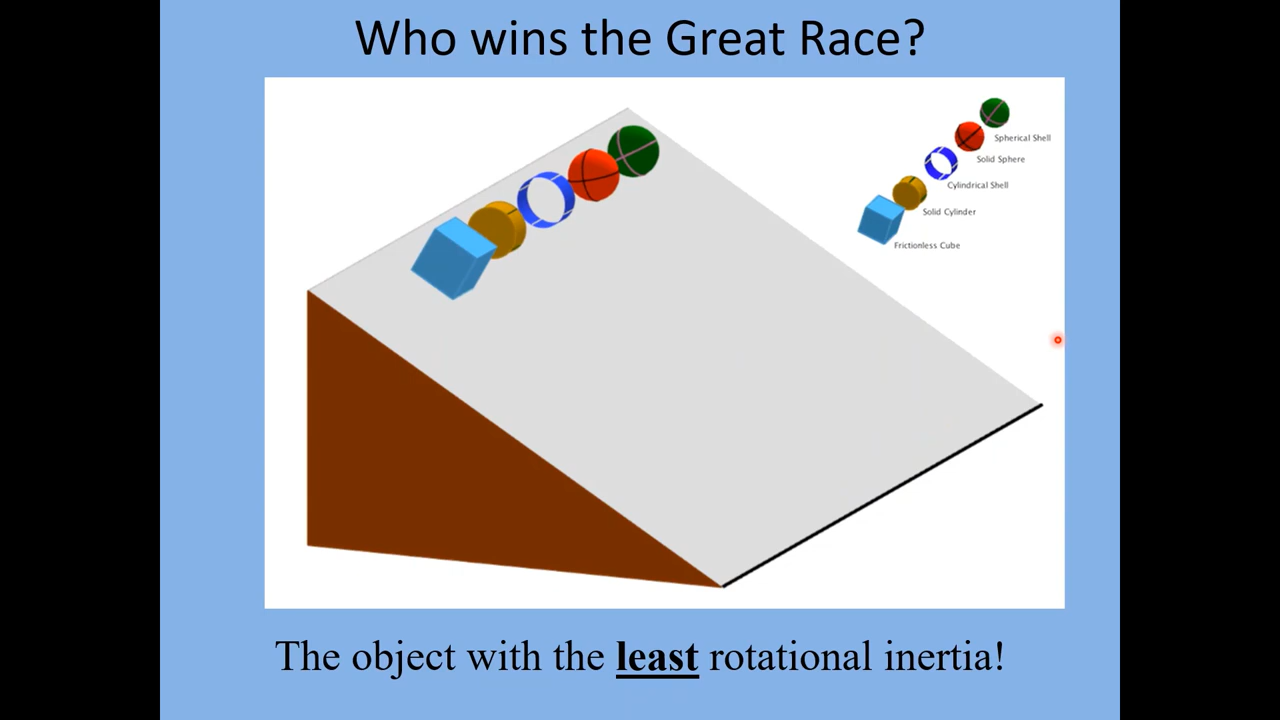 Who wins the Great Race?
Spherical Shell
Solid Sphere
Cylindrical Shell
Solid Cylinder
Frictionless Cube
The object with the least rotational inertia!